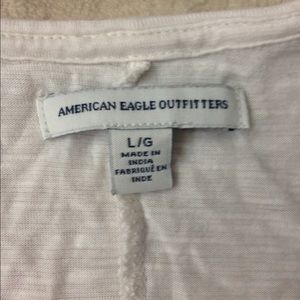 AMERICAN EAGLE OUTFITTERS
L/G
MADE IN
INDIA
FABRIQUÉ EN
INDE